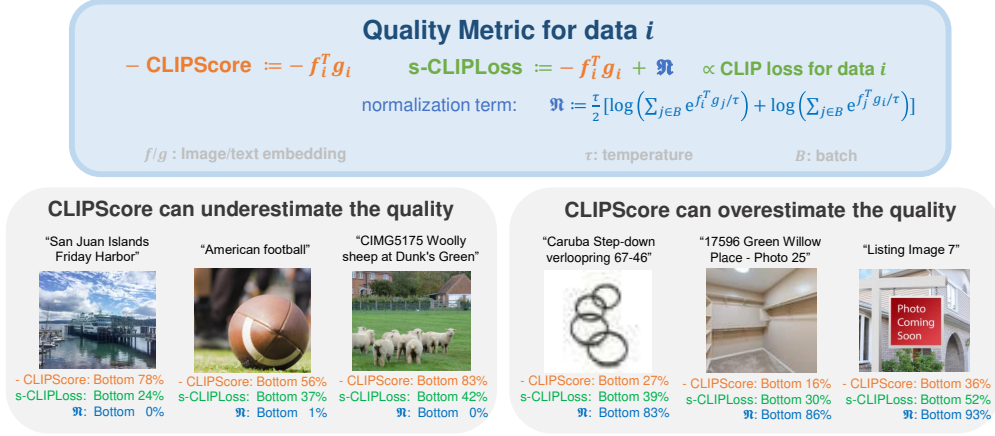 Quality Metric for data i
− CLIPScore := − f_i^T g_i
s-CLIPLoss := − f_i^T g_i + 𝕽 ∝ CLIP loss for data i
normalization term: 𝕽 := τ/2 [log (∑_{j∈B} e^{f_i^T g_j/τ}) + log (∑_{j∈B} e^{f_j^T g_i/τ})]
f/g : Image/text embedding τ: temperature B: batch
CLIPScore can underestimate the quality
"San Juan Islands
Friday Harbor"
- CLIPScore: Bottom 78%
s-CLIPLoss: Bottom 24%
𝕽: Bottom 0%
"American football"
- CLIPScore: Bottom 56%
s-CLIPLoss: Bottom 37%
𝕽: Bottom 1%
"CIMG5175 Woolly
sheep at Dunk's Green"
- CLIPScore: Bottom 83%
s-CLIPLoss: Bottom 42%
𝕽: Bottom 0%
CLIPScore can overestimate the quality
"Caruba Step-down
verloopring 67-46"
- CLIPScore: Bottom 27%
s-CLIPLoss: Bottom 39%
𝕽: Bottom 83%
"17596 Green Willow
Place - Photo 25"
- CLIPScore: Bottom 16%
s-CLIPLoss: Bottom 30%
𝕽: Bottom 86%
"Listing Image 7"
Photo
Coming
Soon
- CLIPScore: Bottom 36%
s-CLIPLoss: Bottom 52%
𝕽: Bottom 93%